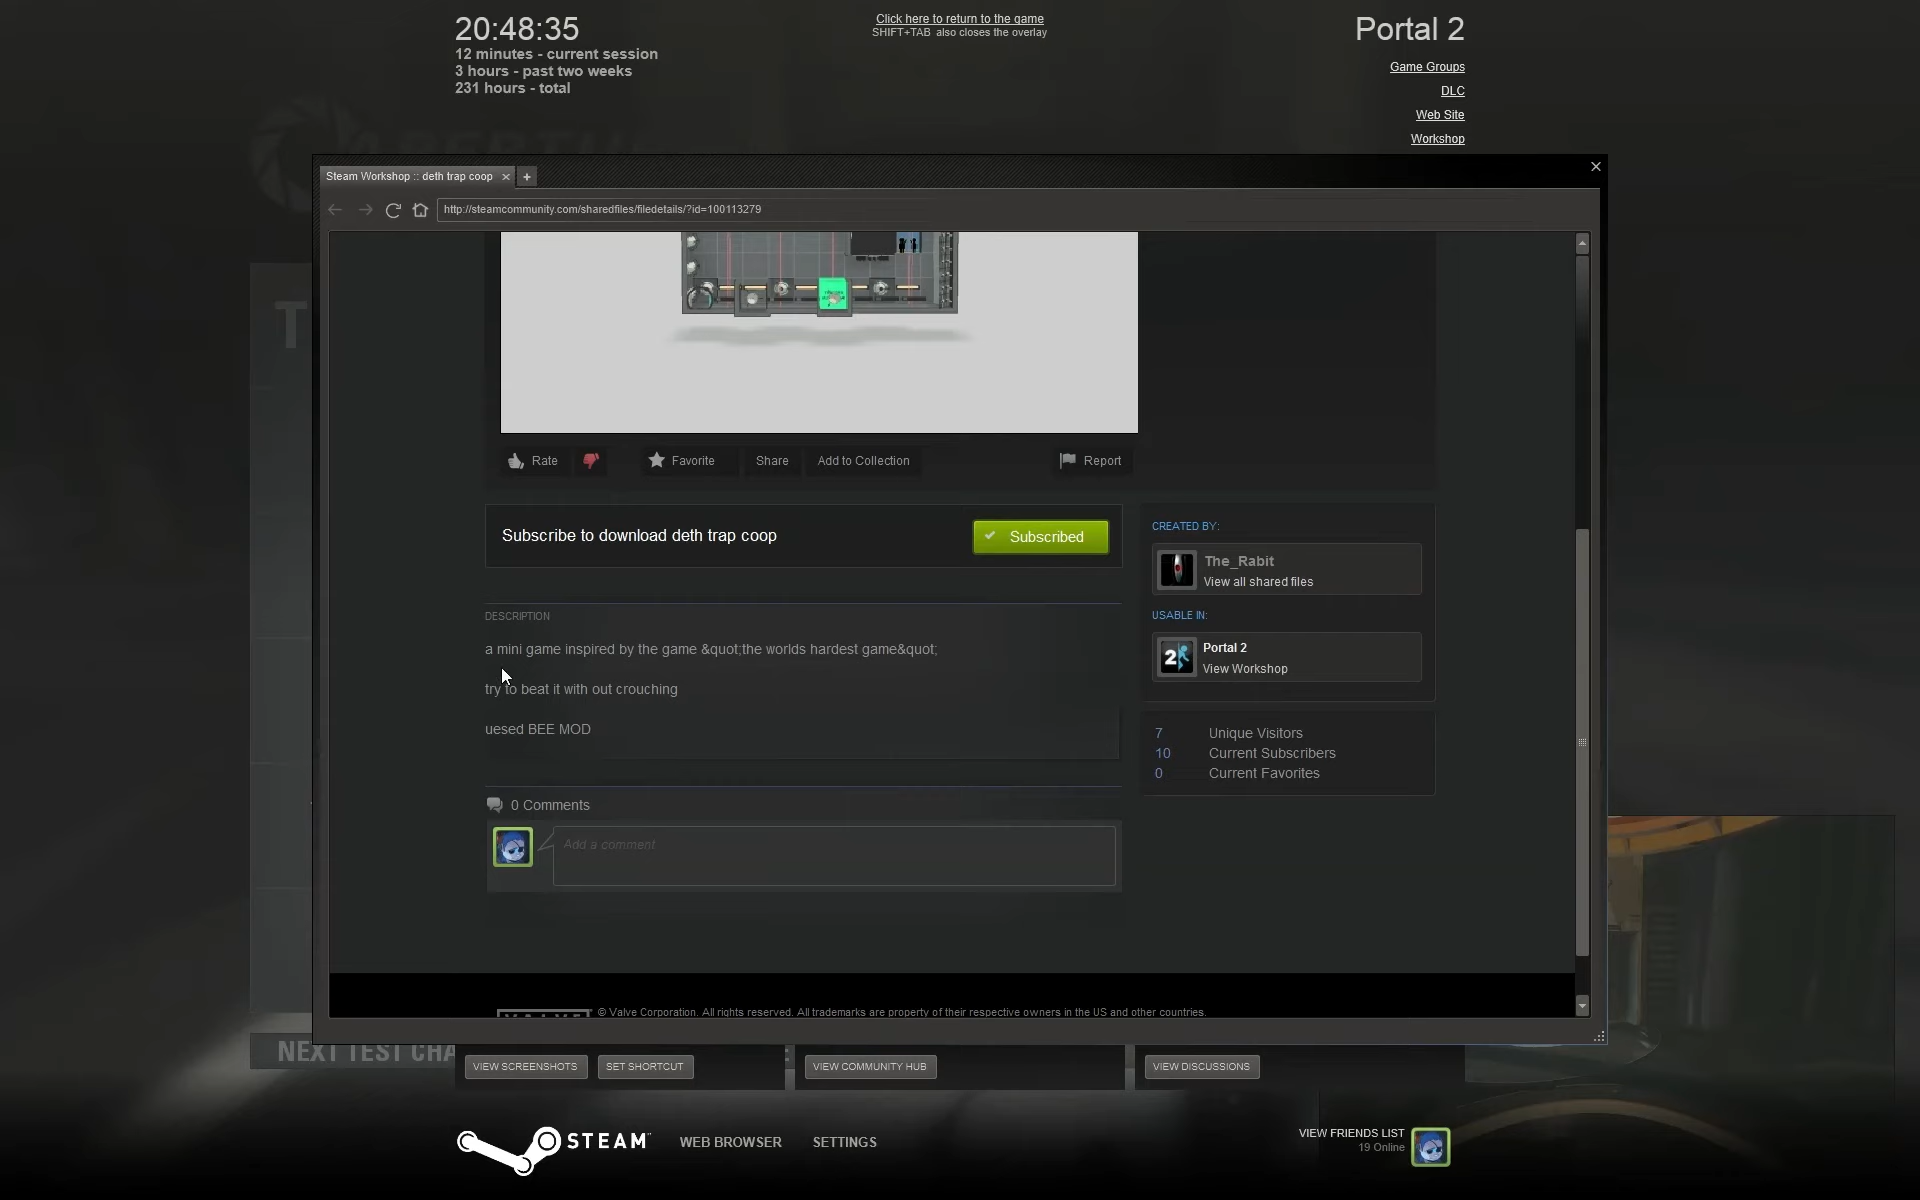 20:48:35
12 minutes - current session
3 hours - past two weeks
231 hours - total
Click here to return to the game
SHIFT+TAB also closes the overlay
Portal 2
Game Groups
DLC
Web Site
Workshop
Steam Workshop :: deth trap coop
http://steamcommunity.com/sharedfiles/filedetails/?id=100113279
Rate
Favorite
Share
Add to Collection
Report
Subscribe to download deth trap coop
Subscribed
CREATED BY:
The_Rabit
View all shared files
USABLE IN:
Portal 2
View Workshop
DESCRIPTION
a mini game inspired by the game &quot;the worlds hardest game&quot;
try to beat it with out crouching
uesed BEE MOD
7 Unique Visitors
10 Current Subscribers
0 Current Favorites
0 Comments
Add a comment
VALVE
© Valve Corporation. All rights reserved. All trademarks are property of their respective owners in the US and other countries.
NEXT TEST CHA
VIEW SCREENSHOTS
SET SHORTCUT
VIEW COMMUNITY HUB
VIEW DISCUSSIONS
STEAM
WEB BROWSER
SETTINGS
VIEW FRIENDS LIST
19 Online